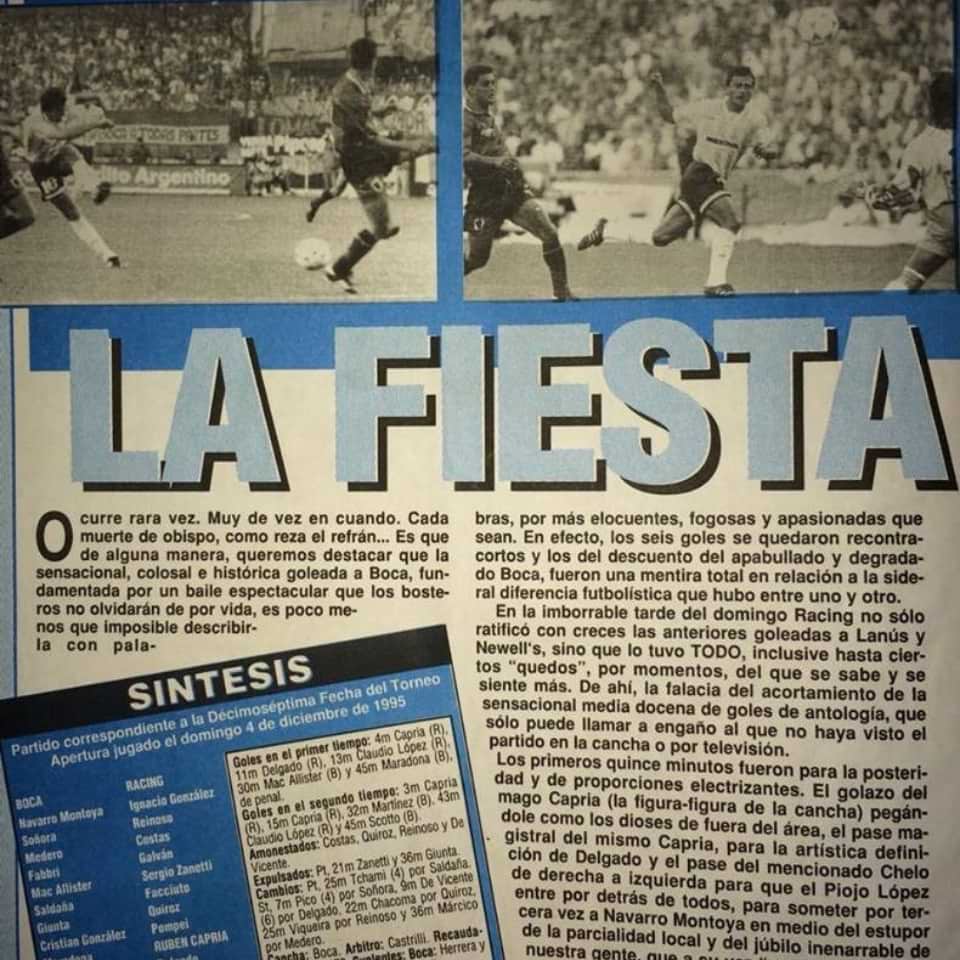 A TODAS PARTES
Argentino
LA FIESTA
Ocurre rara vez. Muy de vez en cuando. Cada
muerte de obispo, como reza el refrán... Es que
de alguna manera, queremos destacar que la
sensacional, colosal e histórica goleada a Boca, fun-
damentada por un baile espectacular que los boste-
ros no olvidarán de por vida, es poco me-
nos que imposible describir-
la con pala-
bras, por más elocuentes, fogosas y apasionadas que
sean. En efecto, los seis goles se quedaron recontra-
cortos y los del descuento del apabullado y degrada-
do Boca, fueron una mentira total en relación a la side-
ral diferencia futbolística que hubo entre uno y otro.
En la imborrable tarde del domingo Racing no sólo
ratificó con creces las anteriores goleadas a Lanús y
Newell's, sino que lo tuvo TODO, inclusive hasta cier-
tos “quedos”, por momentos, del que se sabe y se
siente más. De ahí, la falacia del acortamiento de la
sensacional media docena de goles de antología, que
sólo puede llamar a engaño al que no haya visto el
partido en la cancha o por televisión.
Los primeros quince minutos fueron para la posteri-
dad y de proporciones electrizantes. El golazo del
mago Capria (la figura-figura de la cancha) pegán-
dole como los dioses de fuera del área, el pase ma-
gistral del mismo Capria, para la artística defini-
ción de Delgado y el pase del mencionado Chelo
de derecha a izquierda para que el Piojo López
entre por detrás de todos, para someter por ter-
cera vez a Navarro Montoya en medio del estupor
de la parcialidad local y del júbilo inenarrable de
nuestra gente, que a su
SINTESIS
Partido correspondiente a la Décimoséptima Fecha del Torneo
Apertura jugado el domingo 4 de diciembre de 1995
BOCA
Navarro Montoya
Soñora
Medero
Fabbri
Mac Allister
Saldaña
Giunta
Cristian González
RACING
Ignacio González
Reinoso
Costas
Galván
Sergio Zanetti
Facciuto
Quiroz
Pompei
RUBEN CAPRIA
Goles en el primer tiempo: 4m Capria (R),
11m Delgado (R), 13m Claudio López (R),
30m Mac Allister (B) y 45m Maradona (B),
de penal.
Goles en el segundo tiempo: 3m Capria
(R), 15m Capria (R), 32m Martínez (B), 43m
Claudio López (R) y 45m Scotto (B).
Amonestados: Costas, Quiroz, Reinoso y De
Vicente.
Expulsados: Pt, 21m Zanetti y 36m Giunta.
Cambios: Pt, 25m Tchami (4) por Saldaña.
St, 7m Pico (4) por Soñora, 9m De Vicente
(6) por Delgado, 22m Chacoma por Quiroz,
25m Viqueira por Reinoso y 36m Márcico
por Medero.
Cancha: Boca. Arbitro: Castrilli. Recauda-
Suplentes: Boca: Herrera y